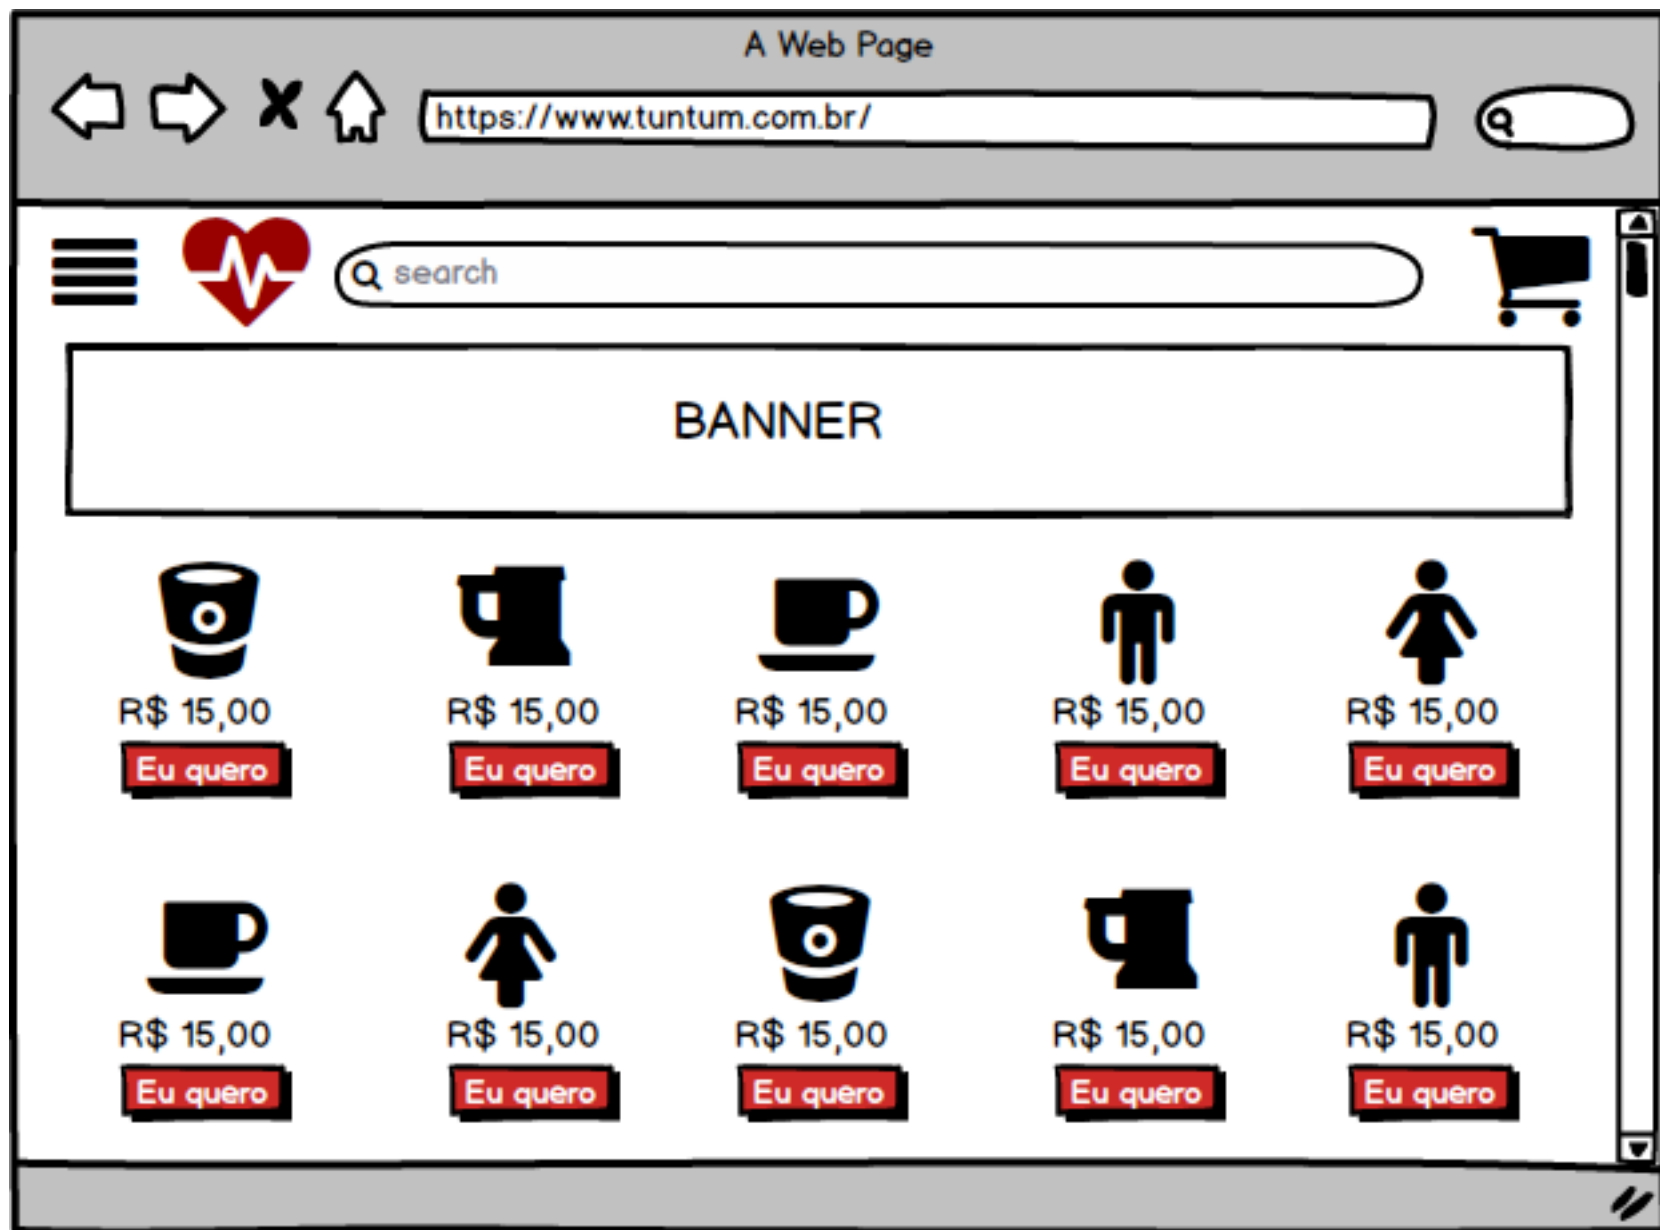 A Web Page
https://www.tuntum.com.br/
search
BANNER
R$ 15,00 R$ 15,00 R$ 15,00 R$ 15,00 R$ 15,00
Eu quero Eu quero Eu quero Eu quero Eu quero
R$ 15,00 R$ 15,00 R$ 15,00 R$ 15,00 R$ 15,00
Eu quero Eu quero Eu quero Eu quero Eu quero